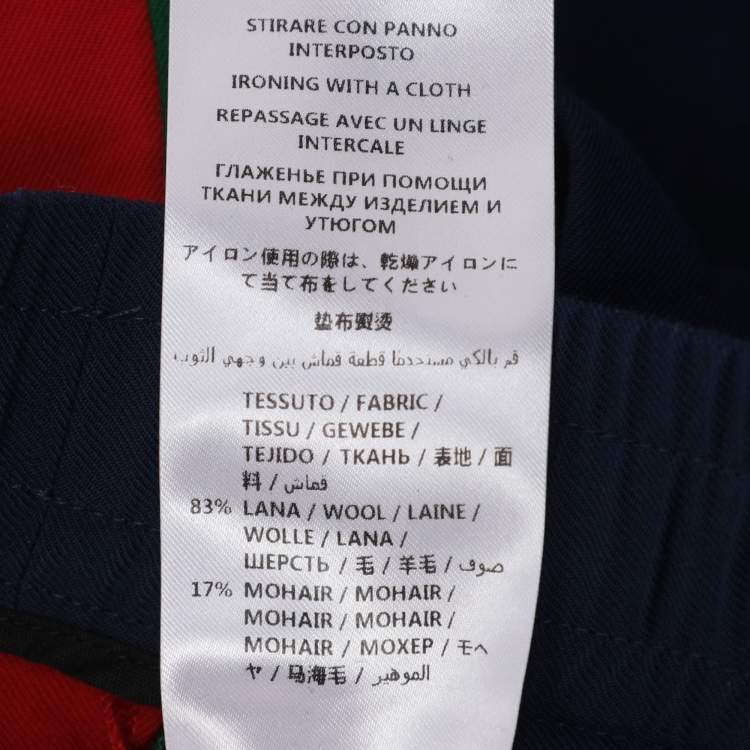 STIRARE CON PANNO
INTERPOSTO
IRONING WITH A CLOTH
REPASSAGE AVEC UN LINGE
INTERCALE
ГЛАЖЕНЬЕ ПРИ ПОМОЩИ
ТКАНИ МЕЖДУ ИЗДЕЛИЕМ И
УТЮГОМ
アイロン使用の際は、乾燥アイロンに
て当て布をしてください
垫布熨烫
قم بالكي مستخدمًا قطعة قماش بين وجهي الثوب.
TESSUTO / FABRIC /
TISSU / GEWEBE /
TEJIDO / ТКАНЬ / 表地 / 面
料 / قماش
83% LANA / WOOL / LAINE /
WOLLE / LANA /
ШЕРСТЬ / 毛 / 羊毛 / صوف
17% MOHAIR / MOHAIR /
MOHAIR / MOHAIR /
MOHAIR / МОХЕР / モヘ
ヤ / 马海毛 / الموهير